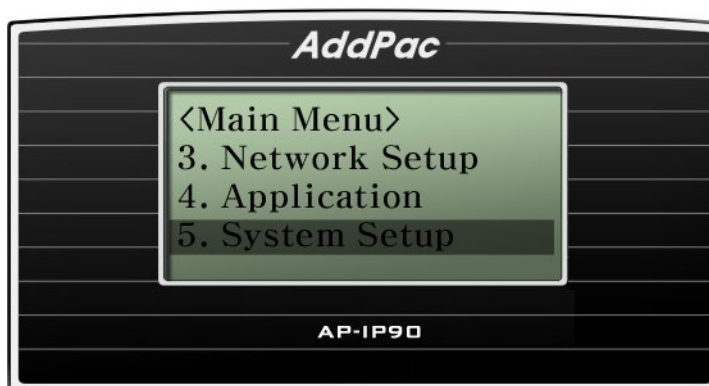 AddPac
<Main Menu>
3. Network Setup
4. Application
5. System Setup
AP-IP90